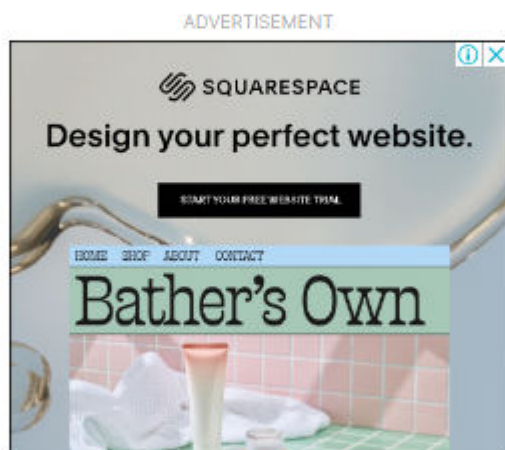 ADVERTISEMENT
SQUARESPACE
Design your perfect website.
START YOUR FREE WEBSITE TRIAL
HOME SHOP ABOUT CONTACT
Bather's Own